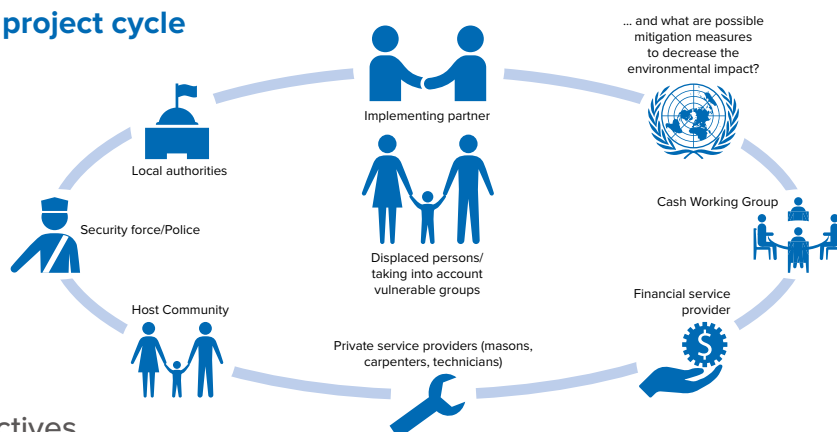 project cycle
... and what are possible
mitigation measures
to decrease the
environmental impact?
Implementing partner
Local authorities
Cash Working Group
Security force/Police
Displaced persons/
taking into account
vulnerable groups
Financial service
provider
Host Community
$
Private service providers (masons,
carpenters, technicians)